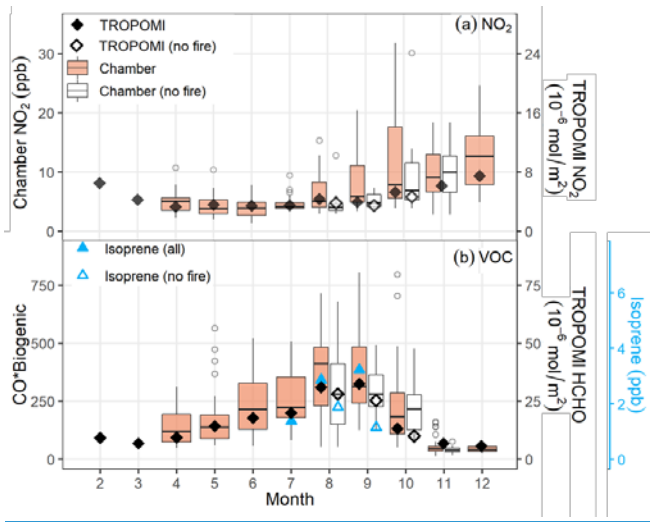 TROPOMI
TROPOMI (no fire)
Chamber
Chamber (no fire)
(a) NO₂
Chamber NO₂ (ppb)
30
20
10
0
24
16
8
0
TROPOMI NO₂
(10⁻⁶ mol/m²)
Isoprene (all)
Isoprene (no fire)
(b) VOC
CO*Biogenic
750
500
250
0
75
50
25
0
TROPOMI HCHO
(10⁻⁶ mol/m²)
6
4
2
0
Isoprene (ppb)
2 3 4 5 6 7 8 9 10 11 12
Month